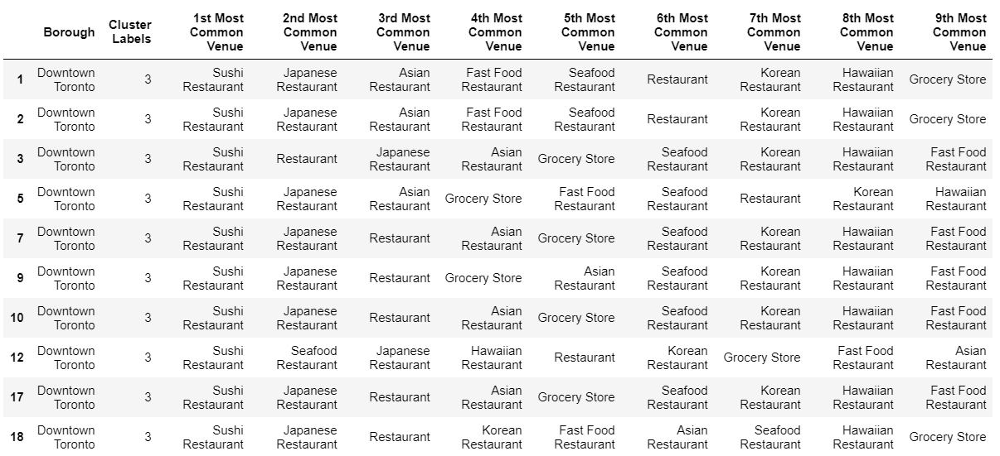 Borough Cluster Labels 1st Most Common Venue 2nd Most Common Venue 3rd Most Common Venue 4th Most Common Venue 5th Most Common Venue 6th Most Common Venue 7th Most Common Venue 8th Most Common Venue 9th Most Common Venue
1 Downtown Toronto 3 Sushi Restaurant Japanese Restaurant Asian Restaurant Fast Food Restaurant Seafood Restaurant Restaurant Korean Restaurant Hawaiian Restaurant Grocery Store
2 Downtown Toronto 3 Sushi Restaurant Japanese Restaurant Asian Restaurant Fast Food Restaurant Seafood Restaurant Restaurant Korean Restaurant Hawaiian Restaurant Grocery Store
3 Downtown Toronto 3 Sushi Restaurant Restaurant Japanese Restaurant Asian Restaurant Grocery Store Seafood Restaurant Korean Restaurant Hawaiian Restaurant Fast Food Restaurant
5 Downtown Toronto 3 Sushi Restaurant Japanese Restaurant Asian Restaurant Grocery Store Fast Food Restaurant Seafood Restaurant Restaurant Korean Restaurant Hawaiian Restaurant
7 Downtown Toronto 3 Sushi Restaurant Japanese Restaurant Restaurant Asian Restaurant Grocery Store Seafood Restaurant Korean Restaurant Hawaiian Restaurant Fast Food Restaurant
9 Downtown Toronto 3 Sushi Restaurant Japanese Restaurant Restaurant Grocery Store Asian Restaurant Seafood Restaurant Korean Restaurant Hawaiian Restaurant Fast Food Restaurant
10 Downtown Toronto 3 Sushi Restaurant Japanese Restaurant Restaurant Asian Restaurant Grocery Store Seafood Restaurant Korean Restaurant Hawaiian Restaurant Fast Food Restaurant
12 Downtown Toronto 3 Sushi Restaurant Seafood Restaurant Japanese Restaurant Hawaiian Restaurant Restaurant Korean Restaurant Grocery Store Fast Food Restaurant Asian Restaurant
17 Downtown Toronto 3 Sushi Restaurant Japanese Restaurant Restaurant Asian Restaurant Grocery Store Seafood Restaurant Korean Restaurant Hawaiian Restaurant Fast Food Restaurant
18 Downtown Toronto 3 Sushi Restaurant Japanese Restaurant Restaurant Korean Restaurant Fast Food Restaurant Asian Restaurant Seafood Restaurant Hawaiian Restaurant Grocery Store